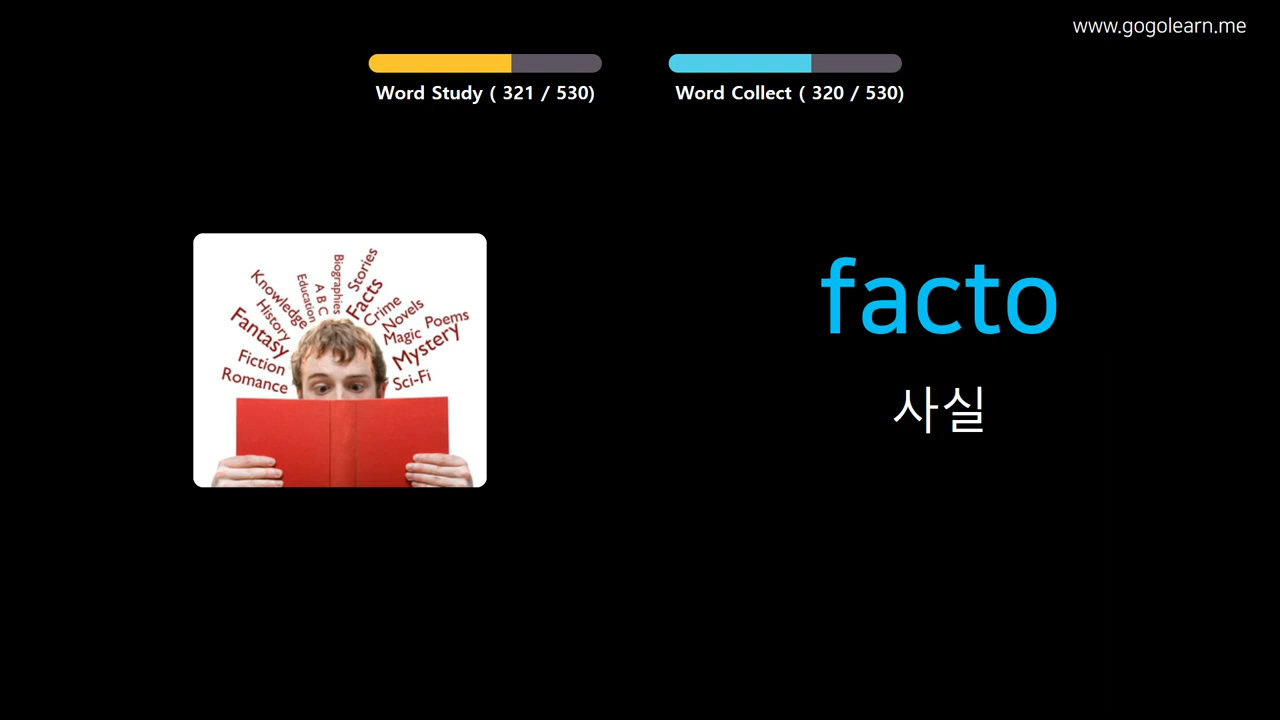 www.gogolearn.me
Word Study ( 321 / 530)
Word Collect ( 320 / 530)
Knowledge
History
Fantasy
Fiction
Romance
Education
A B C
Biographies
Stories
Facts
Crime
Novels
Magic
Poems
Mystery
Sci-Fi
facto
사실